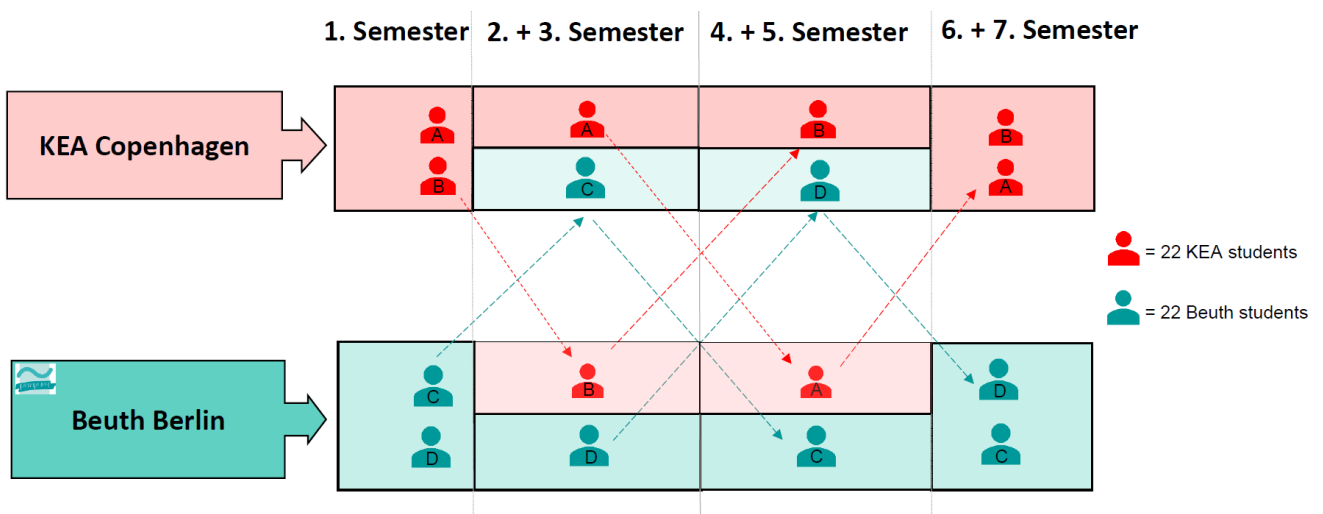 1. Semester 2. + 3. Semester 4. + 5. Semester 6. + 7. Semester
KEA Copenhagen
A A B B
B C D A
= 22 KEA students
= 22 Beuth students
Beuth Berlin
C B A D
D D C C